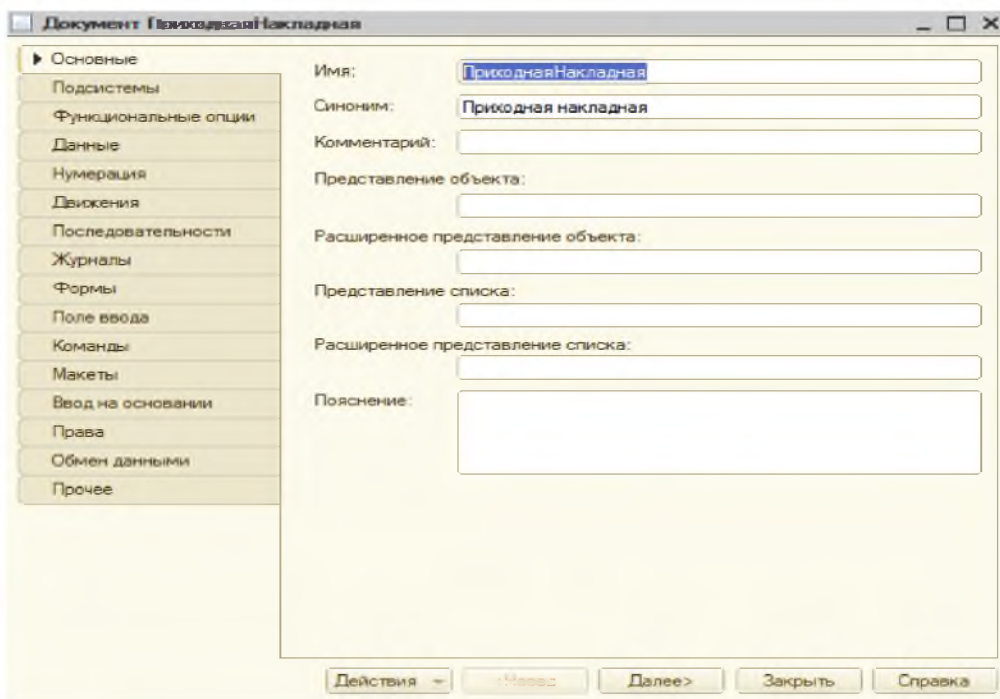 Документ ПриходнаяНакладная
Основные
Подсистемы
Функциональные опции
Данные
Нумерация
Движения
Последовательности
Журналы
Формы
Поле ввода
Команды
Макеты
Ввод на основании
Права
Обмен данными
Прочее
Имя: ПриходнаяНакладная
Синоним: Приходная накладная
Комментарий:
Представление объекта:
Расширенное представление объекта:
Представление списка:
Расширенное представление списка:
Пояснение:
Действия <Назад Далее> Закрыть Справка